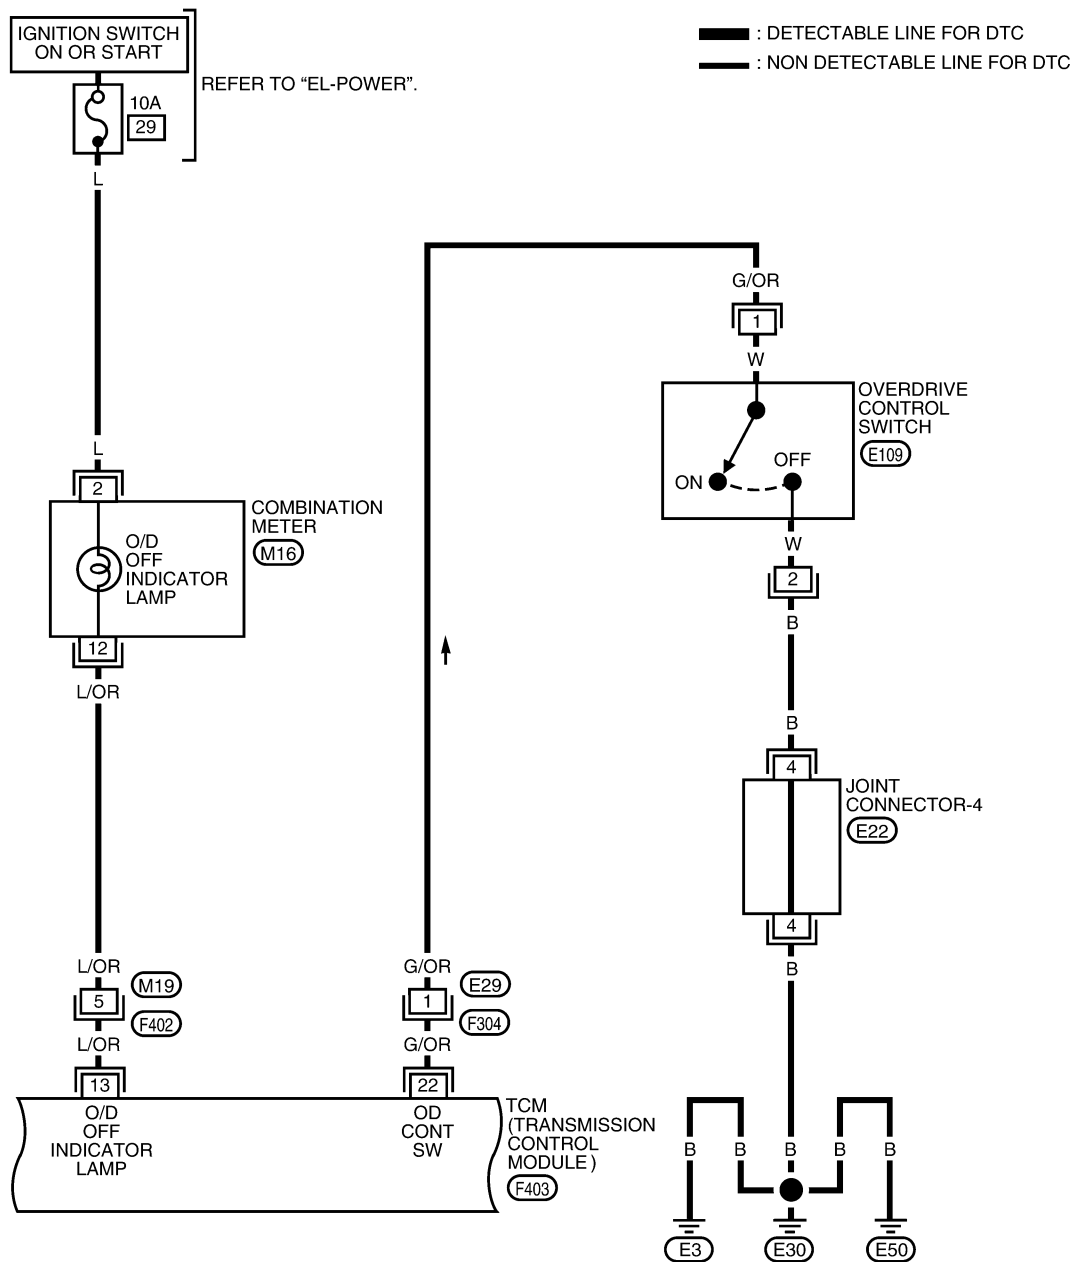 IGNITION SWITCH
ON OR START
REFER TO “EL-POWER”.
10A
29
: DETECTABLE LINE FOR DTC
: NON DETECTABLE LINE FOR DTC
L
L
2
COMBINATION
METER
M16
O/D
OFF
INDICATOR
LAMP
12
L/OR
L/OR
5
M19
F402
L/OR
13
O/D
OFF
INDICATOR
LAMP
G/OR
1
E29
F304
G/OR
22
OD
CONT
SW
TCM
(TRANSMISSION
CONTROL
MODULE)
F403
G/OR
1
W
OVERDRIVE
CONTROL
SWITCH
E109
ON
OFF
W
2
B
B
4
JOINT
CONNECTOR-4
E22
4
B
B
B
B
B
B
E3
E30
E50